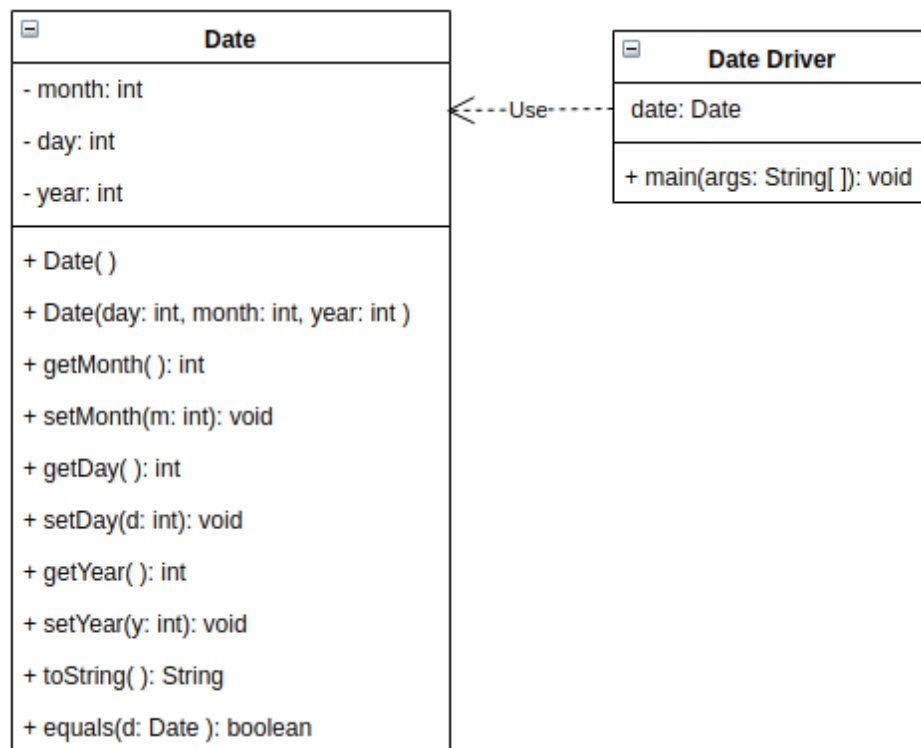 Date
- month: int
- day: int
- year: int
+ Date( )
+ Date(day: int, month: int, year: int )
+ getMonth( ): int
+ setMonth(m: int): void
+ getDay( ): int
+ setDay(d: int): void
+ getYear( ): int
+ setYear(y: int): void
+ toString( ): String
+ equals(d: Date ): boolean
Use
Date Driver
date: Date
+ main(args: String[ ]): void